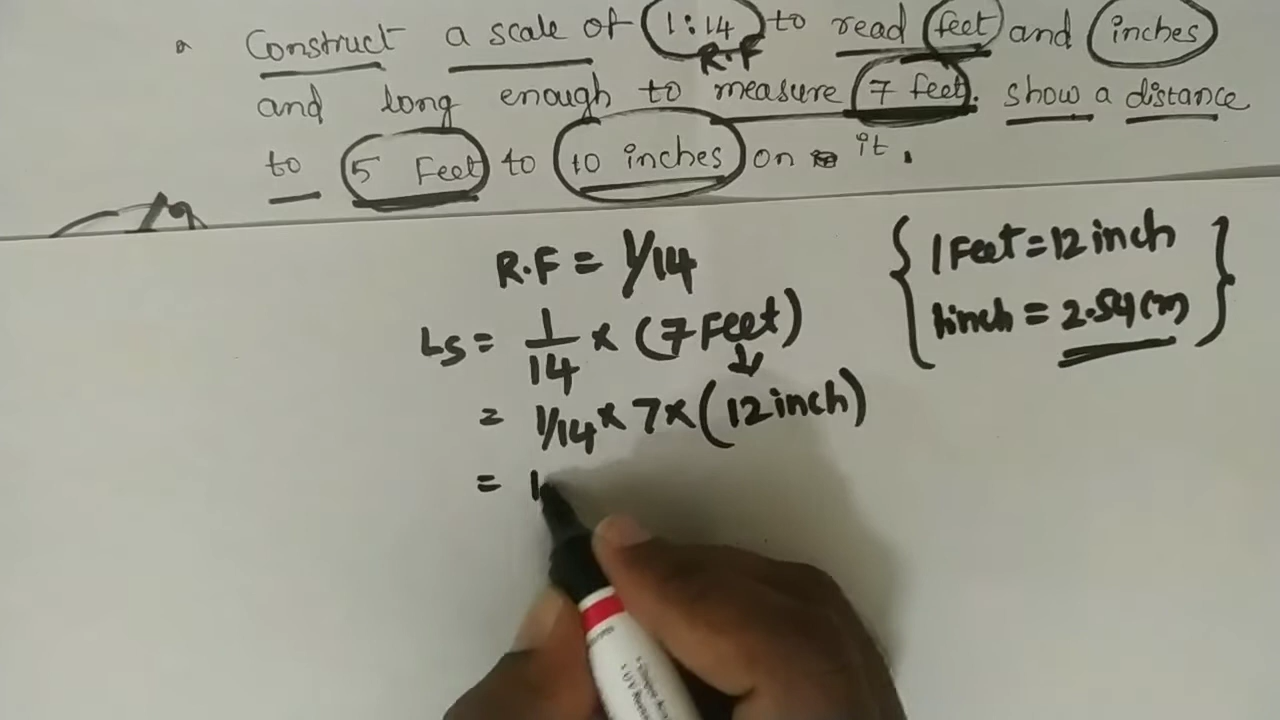 Construct a scale of 1:14 to read feet and inches
R.F
and long enough to measure 7 feet. show a distance
to 5 Feet to 10 inches on it.
R.F = 1/14
{ 1 Feet = 12 inch
1inch = 2.54 cm }
Ls = 1/14 × (7 Feet)
= 1/14 × 7 × (12 inch)
= 1